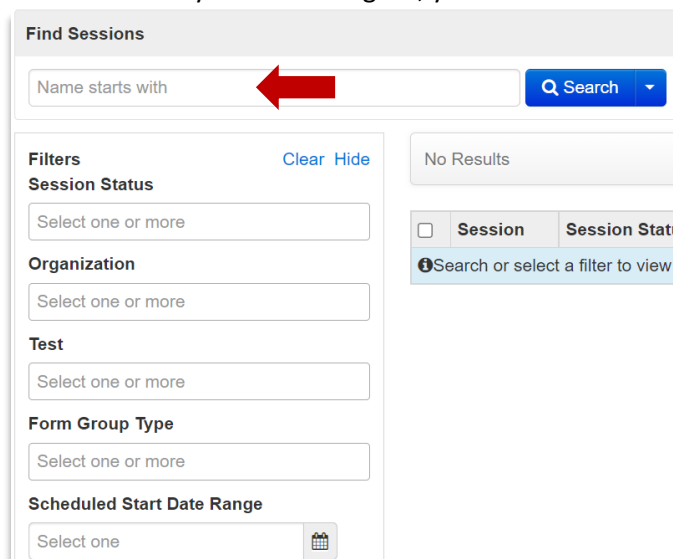 Find Sessions
Name starts with
Search
Filters Clear Hide
Session Status
Select one or more
Organization
Select one or more
Test
Select one or more
Form Group Type
Select one or more
Scheduled Start Date Range
Select one
No Results
Session Session Stat
Search or select a filter to view